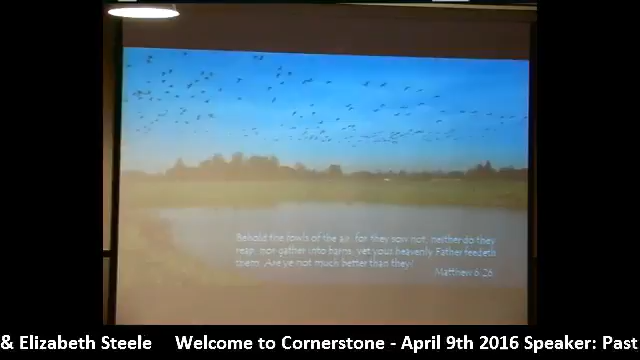 Behold the fowls of the air, for they sow not, neither do they
reap, nor gather into barns, yet your heavenly Father feedeth
them. Are ye not much better than they?
Matthew 6:26
& Elizabeth Steele Welcome to Cornerstone - April 9th 2016 Speaker: Past